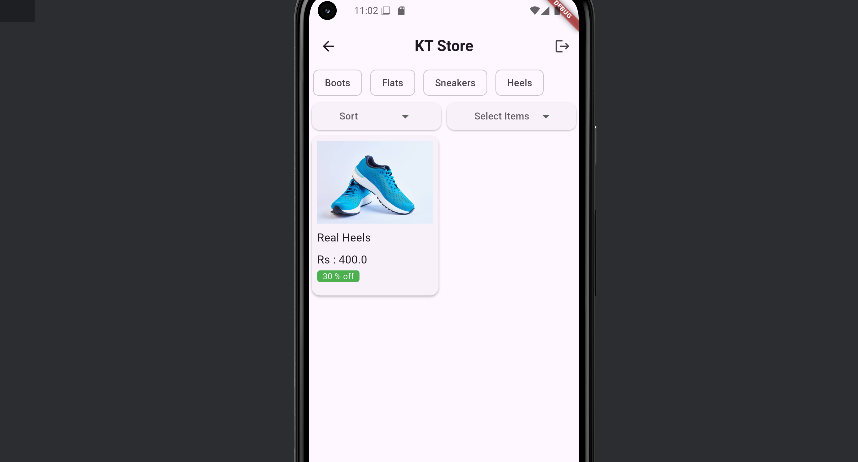 11:02
DEBUG
KT Store
Boots Flats Sneakers Heels
Sort Select Items
Real Heels
Rs : 400.0
30 % off